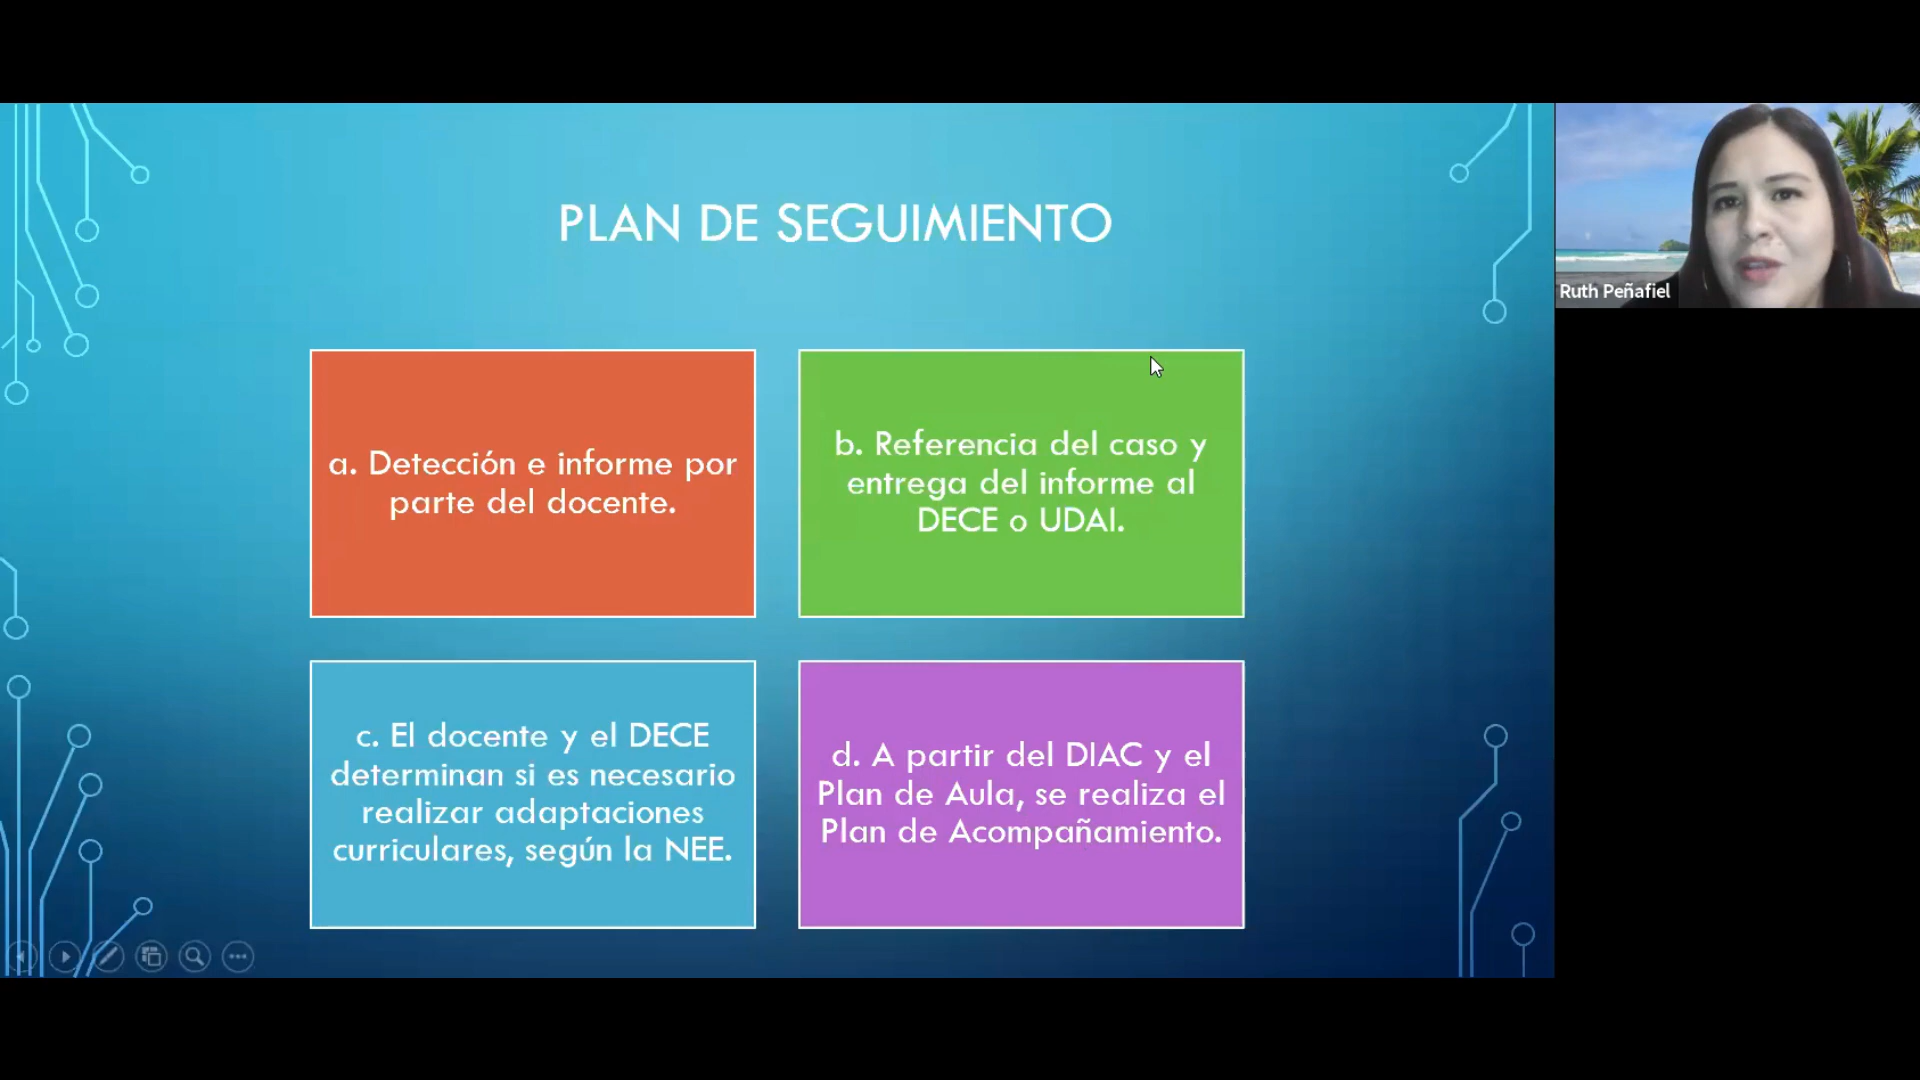 PLAN DE SEGUIMIENTO
a. Detección e informe por
parte del docente.
b. Referencia del caso y
entrega del informe al
DECE o UDAI.
c. El docente y el DECE
determinan si es necesario
realizar adaptaciones
curriculares, según la NEE.
d. A partir del DIAC y el
Plan de Aula, se realiza el
Plan de Acompañamiento.
Ruth Peñafiel